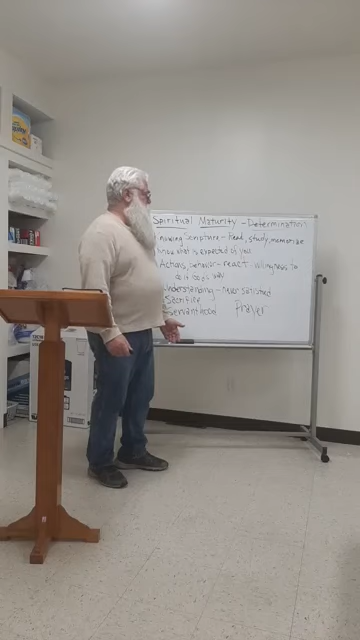 Spiritual Maturity - Determination
nowing Scripture - Read, study, memorize
know what is expected of you
Actions, behavior - react. Willingness to
do it God's way
Understanding - never satisfied
Sacrifice
servanthood Prayer